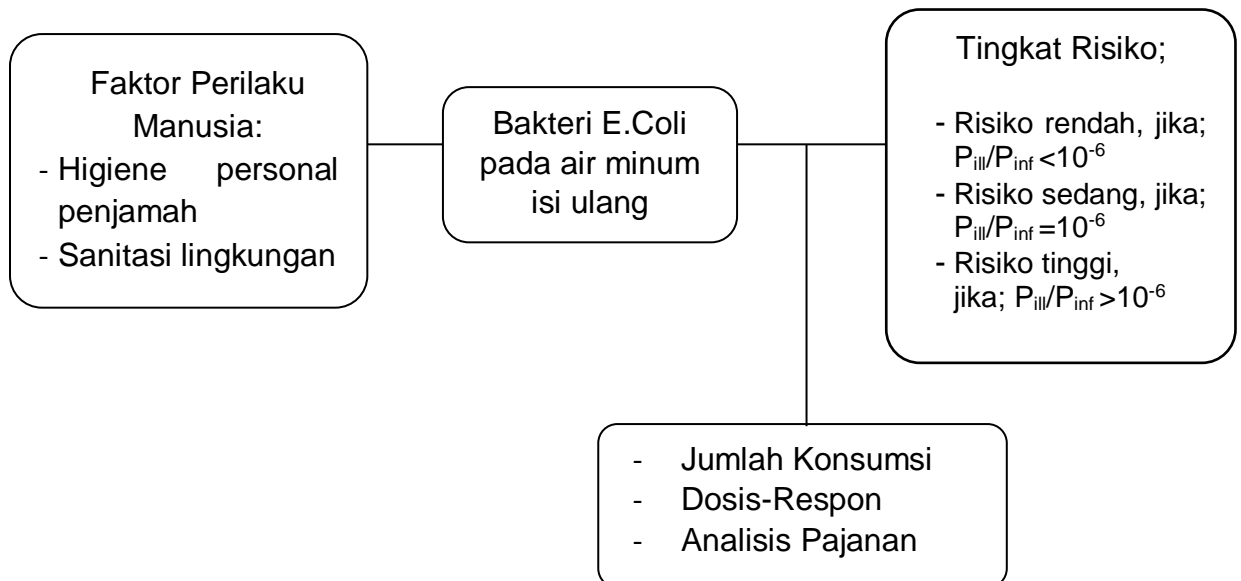 Faktor Perilaku
Manusia:
- Higiene personal
penjamah
- Sanitasi lingkungan
Bakteri E.Coli
pada air minum
isi ulang
Tingkat Risiko;
- Risiko rendah, jika;
Pill/Pinf <10-6
- Risiko sedang, jika;
Pill/Pinf =10-6
- Risiko tinggi,
jika; Pill/Pinf >10-6
- Jumlah Konsumsi
- Dosis-Respon
- Analisis Pajanan